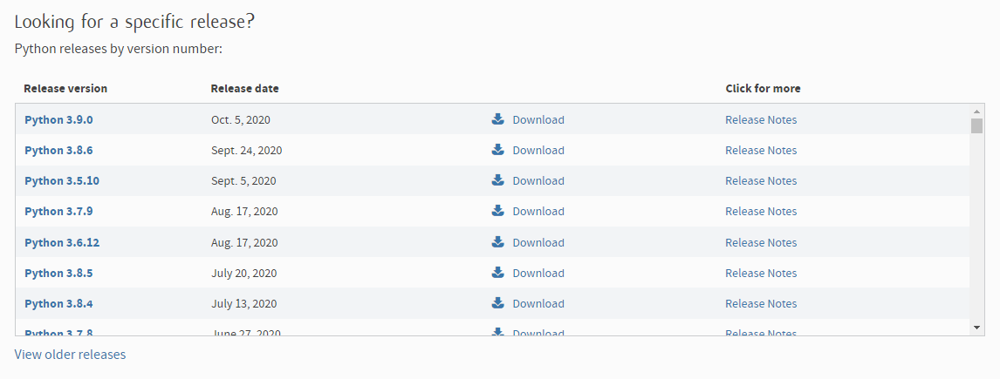 Looking for a specific release?
Python releases by version number:
Release version Release date Click for more
Python 3.9.0 Oct. 5, 2020 Download Release Notes
Python 3.8.6 Sept. 24, 2020 Download Release Notes
Python 3.5.10 Sept. 5, 2020 Download Release Notes
Python 3.7.9 Aug. 17, 2020 Download Release Notes
Python 3.6.12 Aug. 17, 2020 Download Release Notes
Python 3.8.5 July 20, 2020 Download Release Notes
Python 3.8.4 July 13, 2020 Download Release Notes
Python 3.7.8 June 27, 2020 Download Release Notes
View older releases